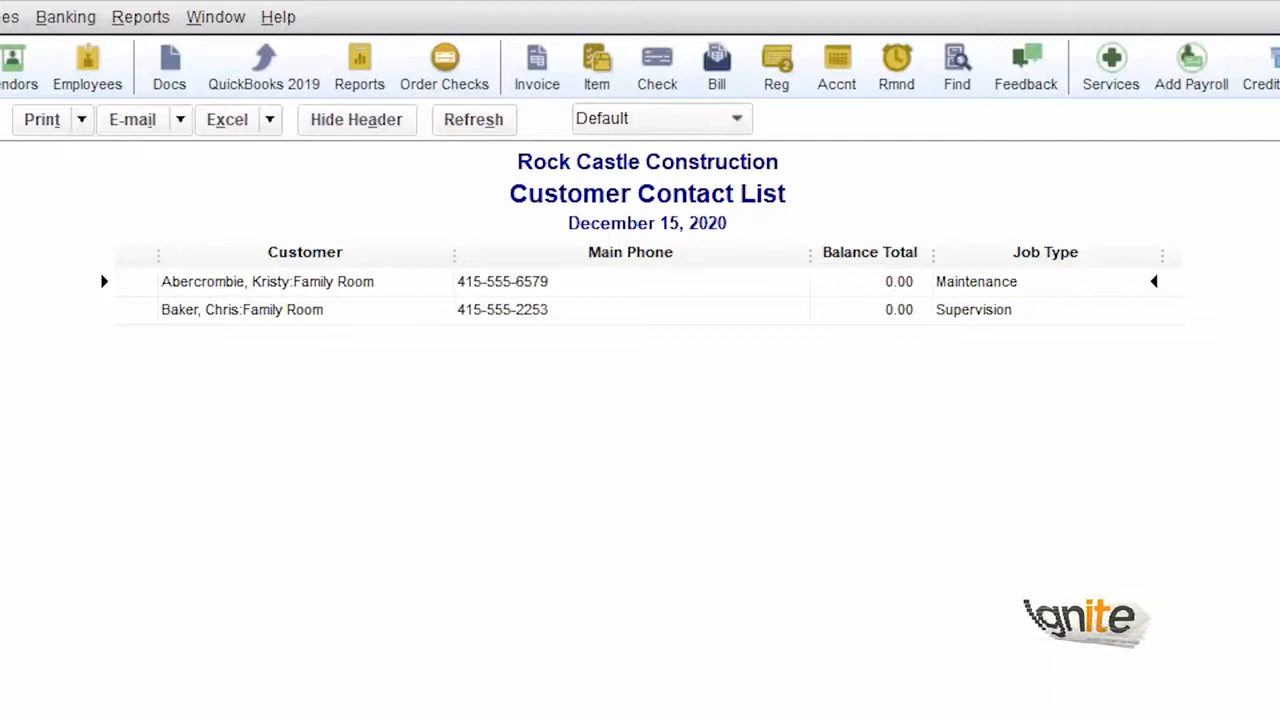 es Banking Reports Window Help
ndors Employees Docs QuickBooks 2019 Reports Order Checks Invoice Item Check Bill Reg Accnt Rmnd Find Feedback Services Add Payroll Credit
Print E-mail Excel Hide Header Refresh Default
Rock Castle Construction
Customer Contact List
December 15, 2020
Customer Main Phone Balance Total Job Type
Abercrombie, Kristy:Family Room 415-555-6579 0.00 Maintenance
Baker, Chris:Family Room 415-555-2253 0.00 Supervision
ignite